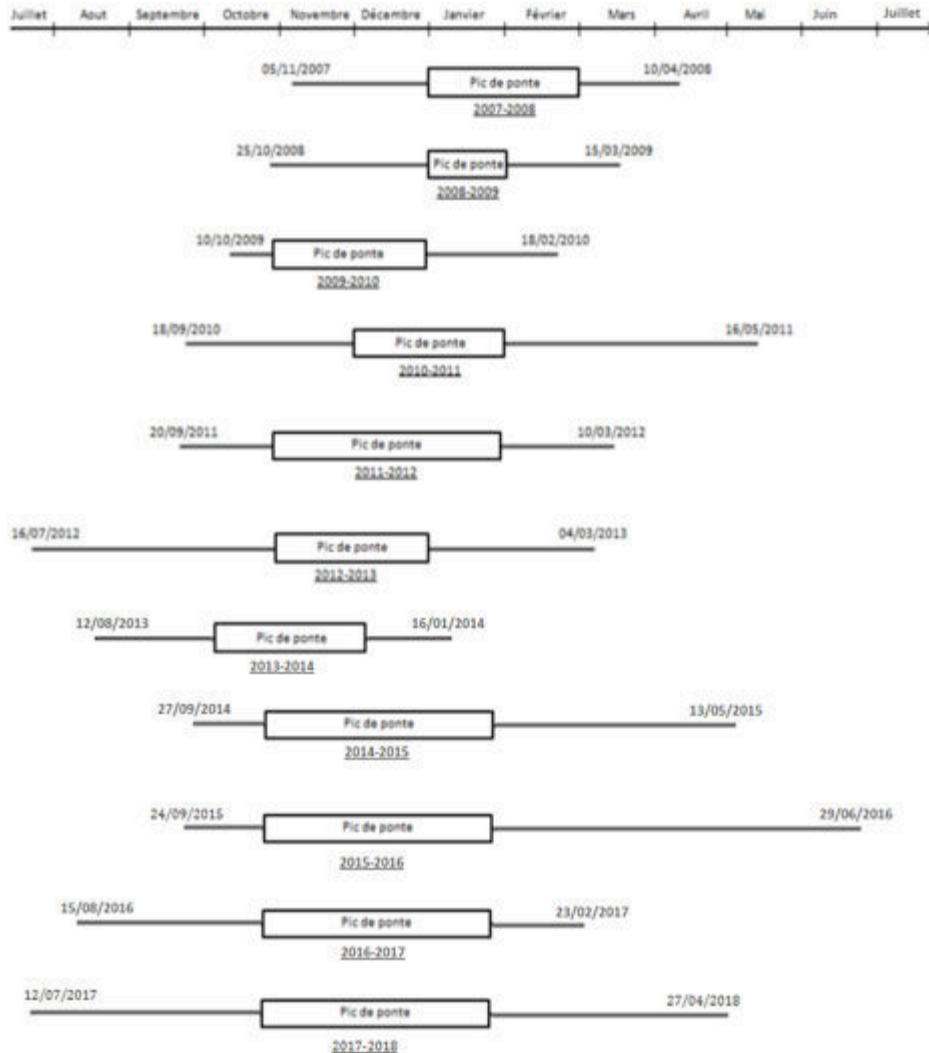 Juillet Aout Septembre Octobre Novembre Décembre Janvier Février Mars Avril Mai Juin Juillet
05/11/2007 10/04/2008
Pic de ponte
2007-2008
25/10/2008 15/03/2009
Pic de ponte
2008-2009
10/10/2009 18/02/2010
Pic de ponte
2009-2010
18/09/2010 16/05/2011
Pic de ponte
2010-2011
20/09/2011 10/03/2012
Pic de ponte
2011-2012
16/07/2012 04/03/2013
Pic de ponte
2012-2013
12/08/2013 16/01/2014
Pic de ponte
2013-2014
27/09/2014 13/05/2015
Pic de ponte
2014-2015
24/09/2015 29/06/2016
Pic de ponte
2015-2016
15/08/2016 23/02/2017
Pic de ponte
2016-2017
12/07/2017 27/04/2018
Pic de ponte
2017-2018